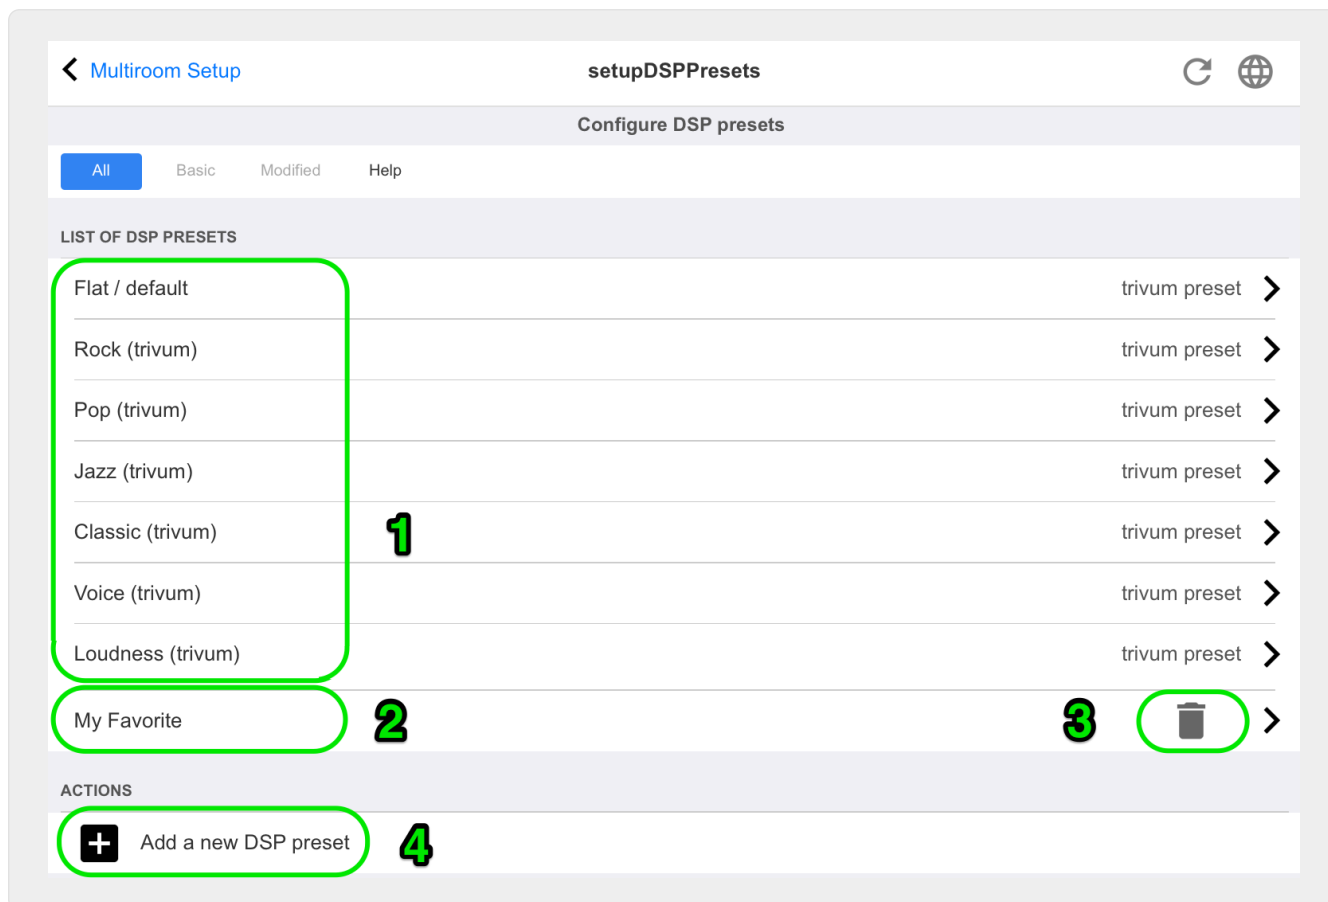 Multiroom Setup setupDSPPresets
Configure DSP presets
All Basic Modified Help
LIST OF DSP PRESETS
Flat / default trivum preset
Rock (trivum) trivum preset
Pop (trivum) trivum preset
Jazz (trivum) trivum preset
Classic (trivum) 1 trivum preset
Voice (trivum) trivum preset
Loudness (trivum) trivum preset
My Favorite 2 3
ACTIONS
Add a new DSP preset 4